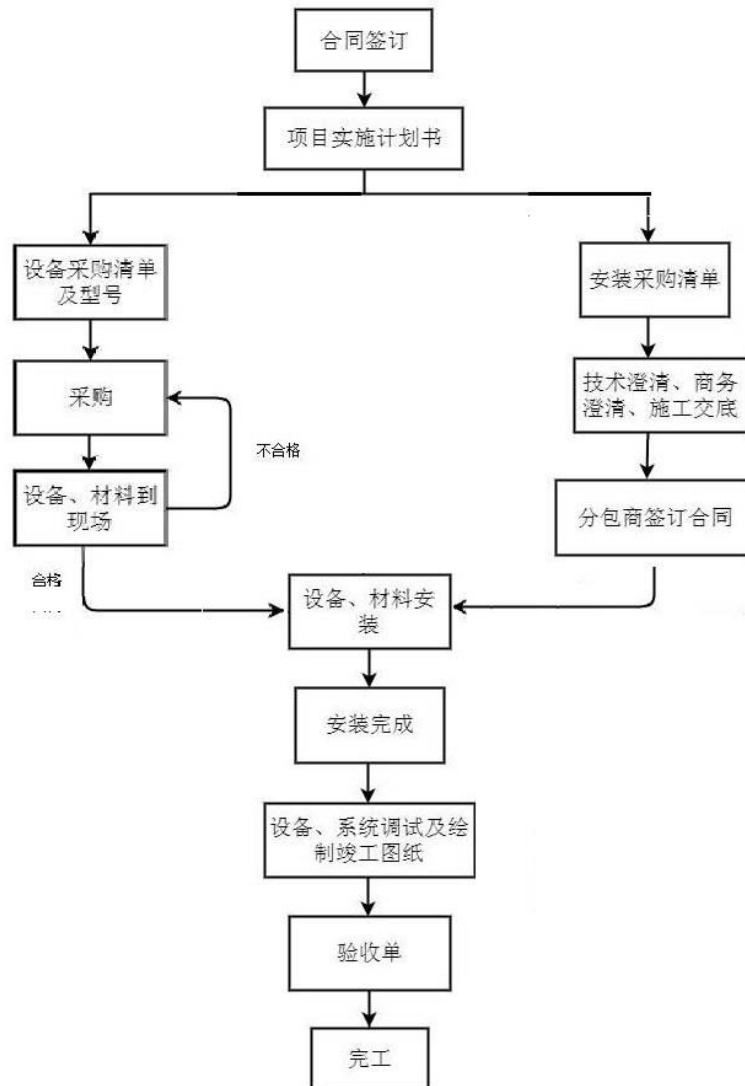 合同签订
项目实施计划书
设备采购清单
及型号
安装采购清单
采购
技术澄清、商务
澄清、施工交底
不合格
设备、材料到
现场
分包商签订合同
合格
设备、材料安
装
安装完成
设备、系统调试及绘
制竣工图纸
验收单
完工